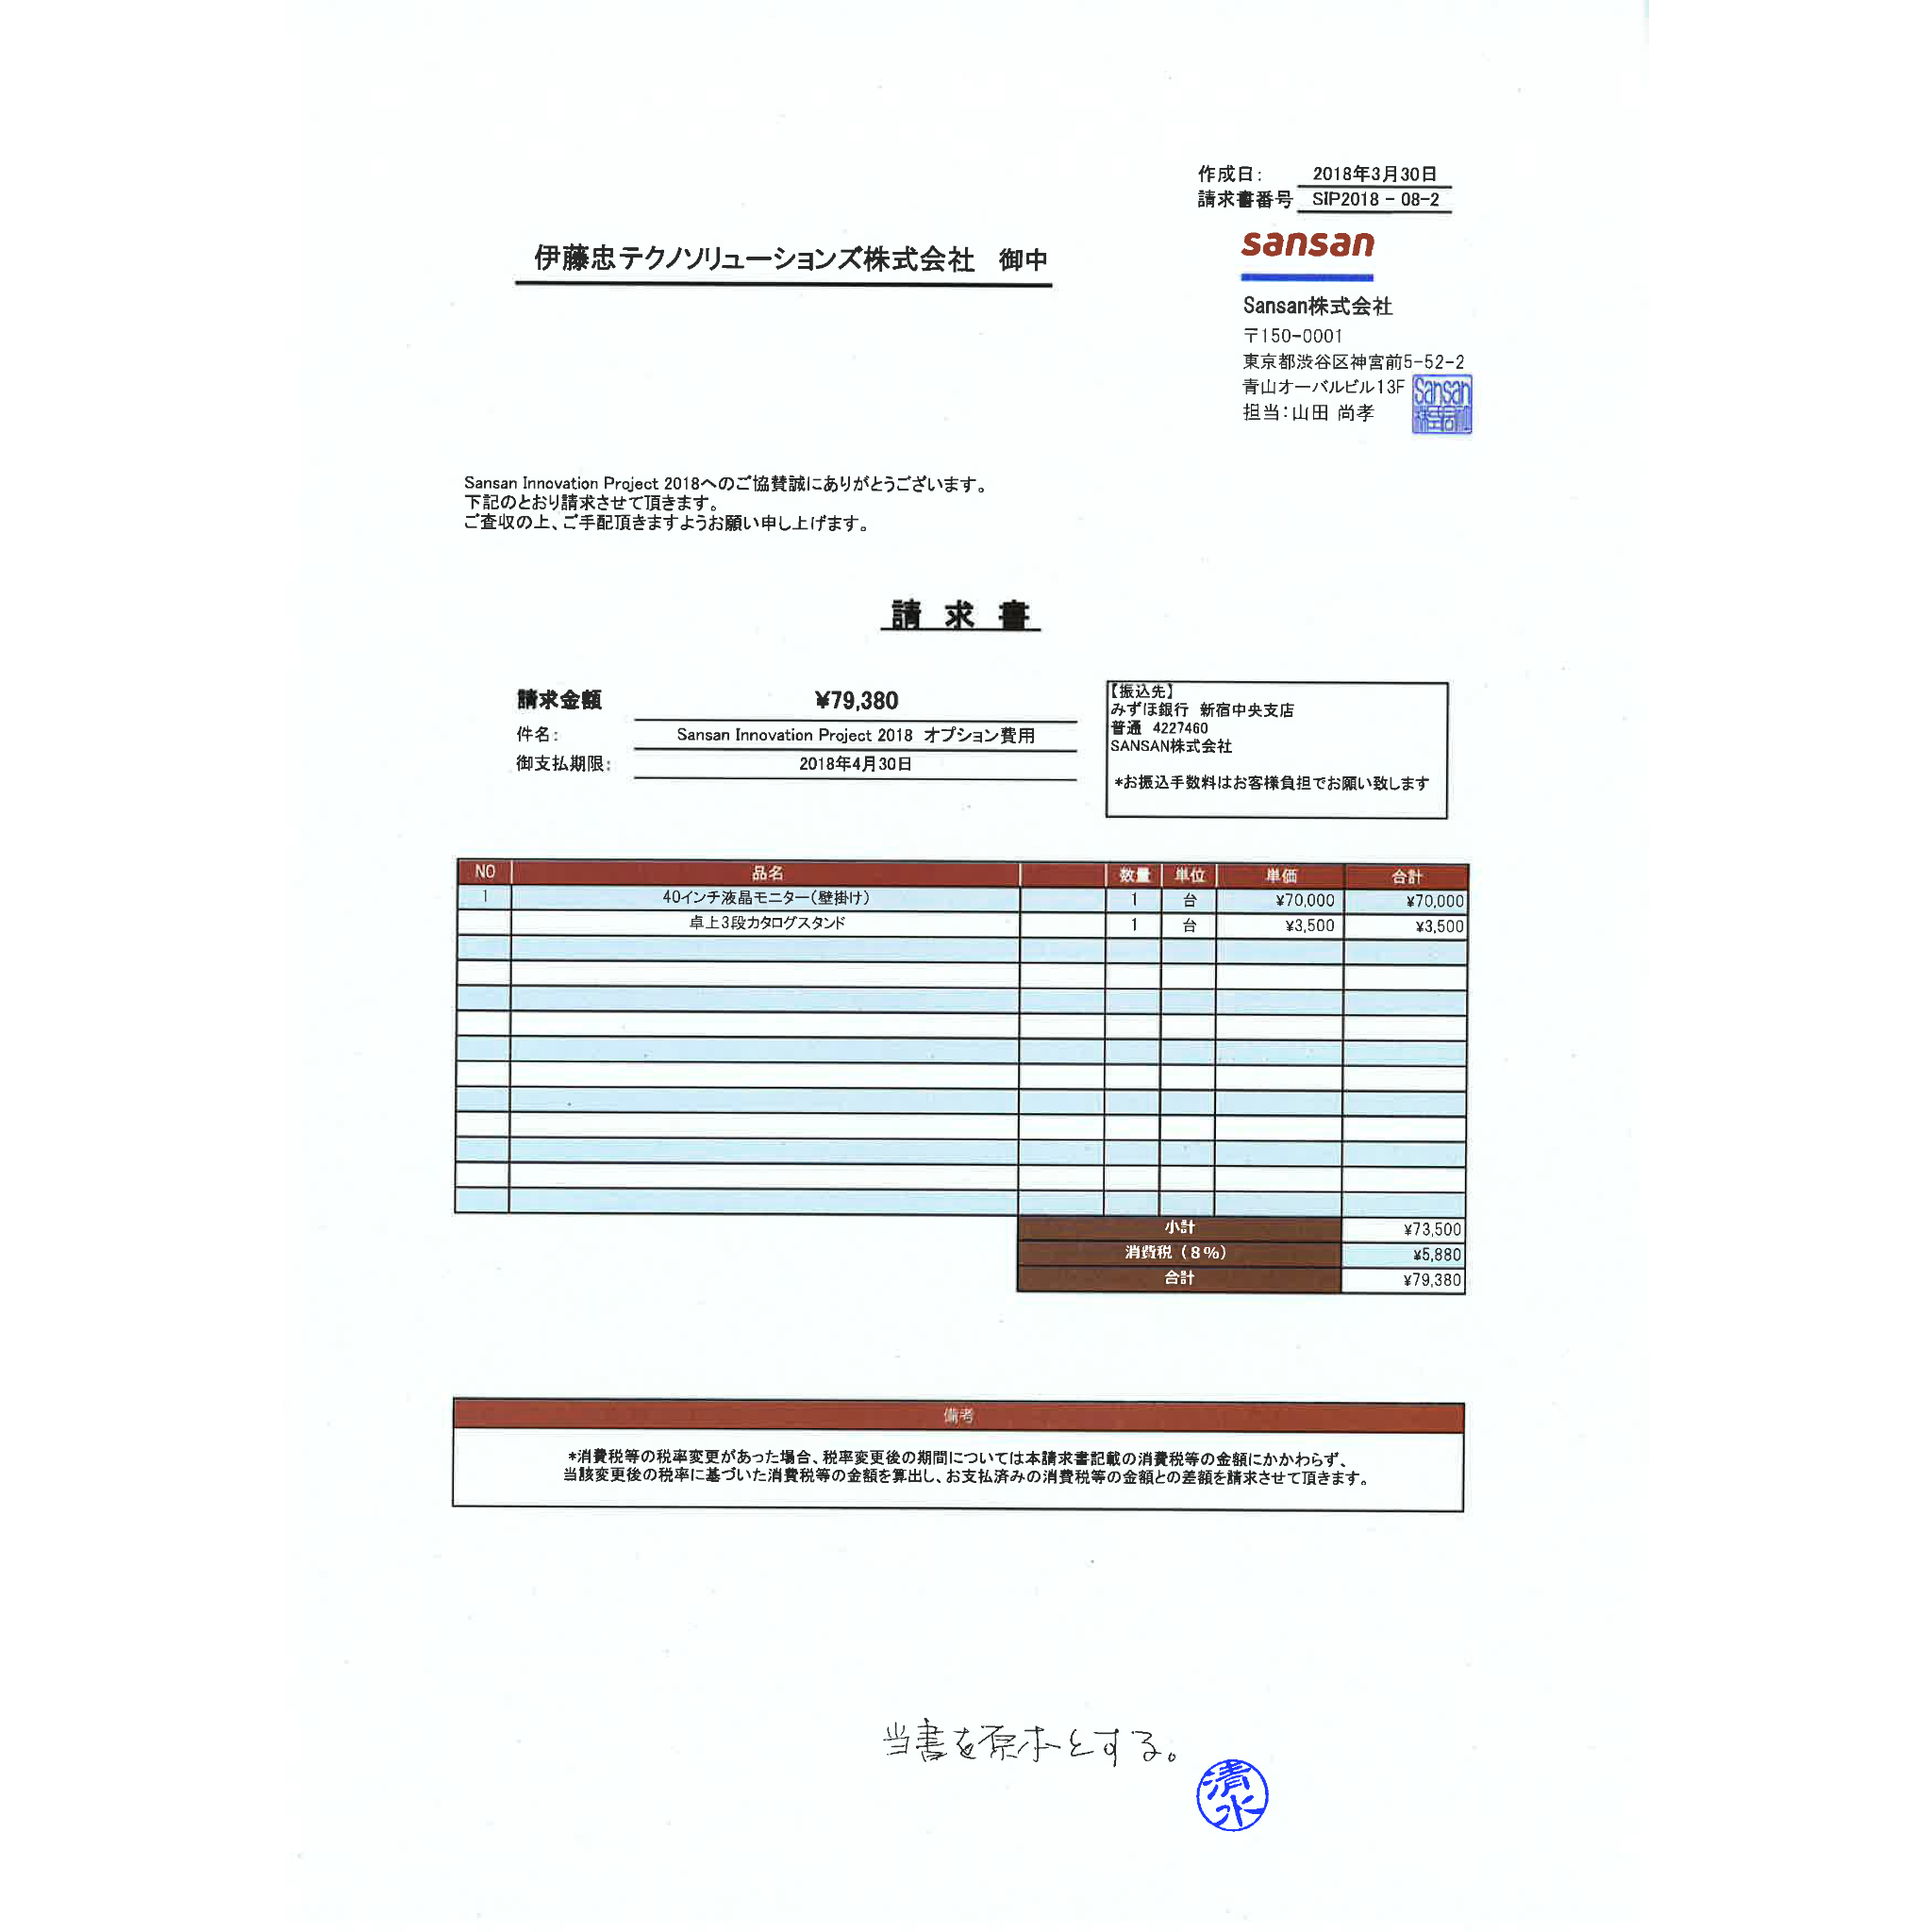 作成日： 2018年3月30日
請求書番号 SIP2018 - 08-2
伊藤忠テクノソリューションズ株式会社 御中
sansan
Sansan株式会社
〒150-0001
東京都渋谷区神宮前5-52-2
青山オーバルビル13F
担当：山田 尚孝
Sansan株式会社
Sansan Innovation Project 2018へのご協賛誠にありがとうございます。
下記のとおり請求させて頂きます。
ご査収の上、ご手配頂きますようお願い申し上げます。
請 求 書
請求金額 ¥79,380
件名： Sansan Innovation Project 2018 オプション費用
御支払期限： 2018年4月30日
【振込先】
みずほ銀行 新宿中央支店
普通 4227460
SANSAN株式会社
*お振込手数料はお客様負担でお願い致します
NO 品名 数量 単位 単価 合計
1 40インチ液晶モニター（壁掛け） 1 台 ¥70,000 ¥70,000
卓上3段カタログスタンド 1 台 ¥3,500 ¥3,500
小計 ¥73,500
消費税（8%） ¥5,880
合計 ¥79,380
備考
*消費税等の税率変更があった場合、税率変更後の期間については本請求書記載の消費税等の金額にかかわらず、
当該変更後の税率に基づいた消費税等の金額を算出し、お支払済みの消費税等の金額との差額を請求させて頂きます。
当書を原本とする。
清水